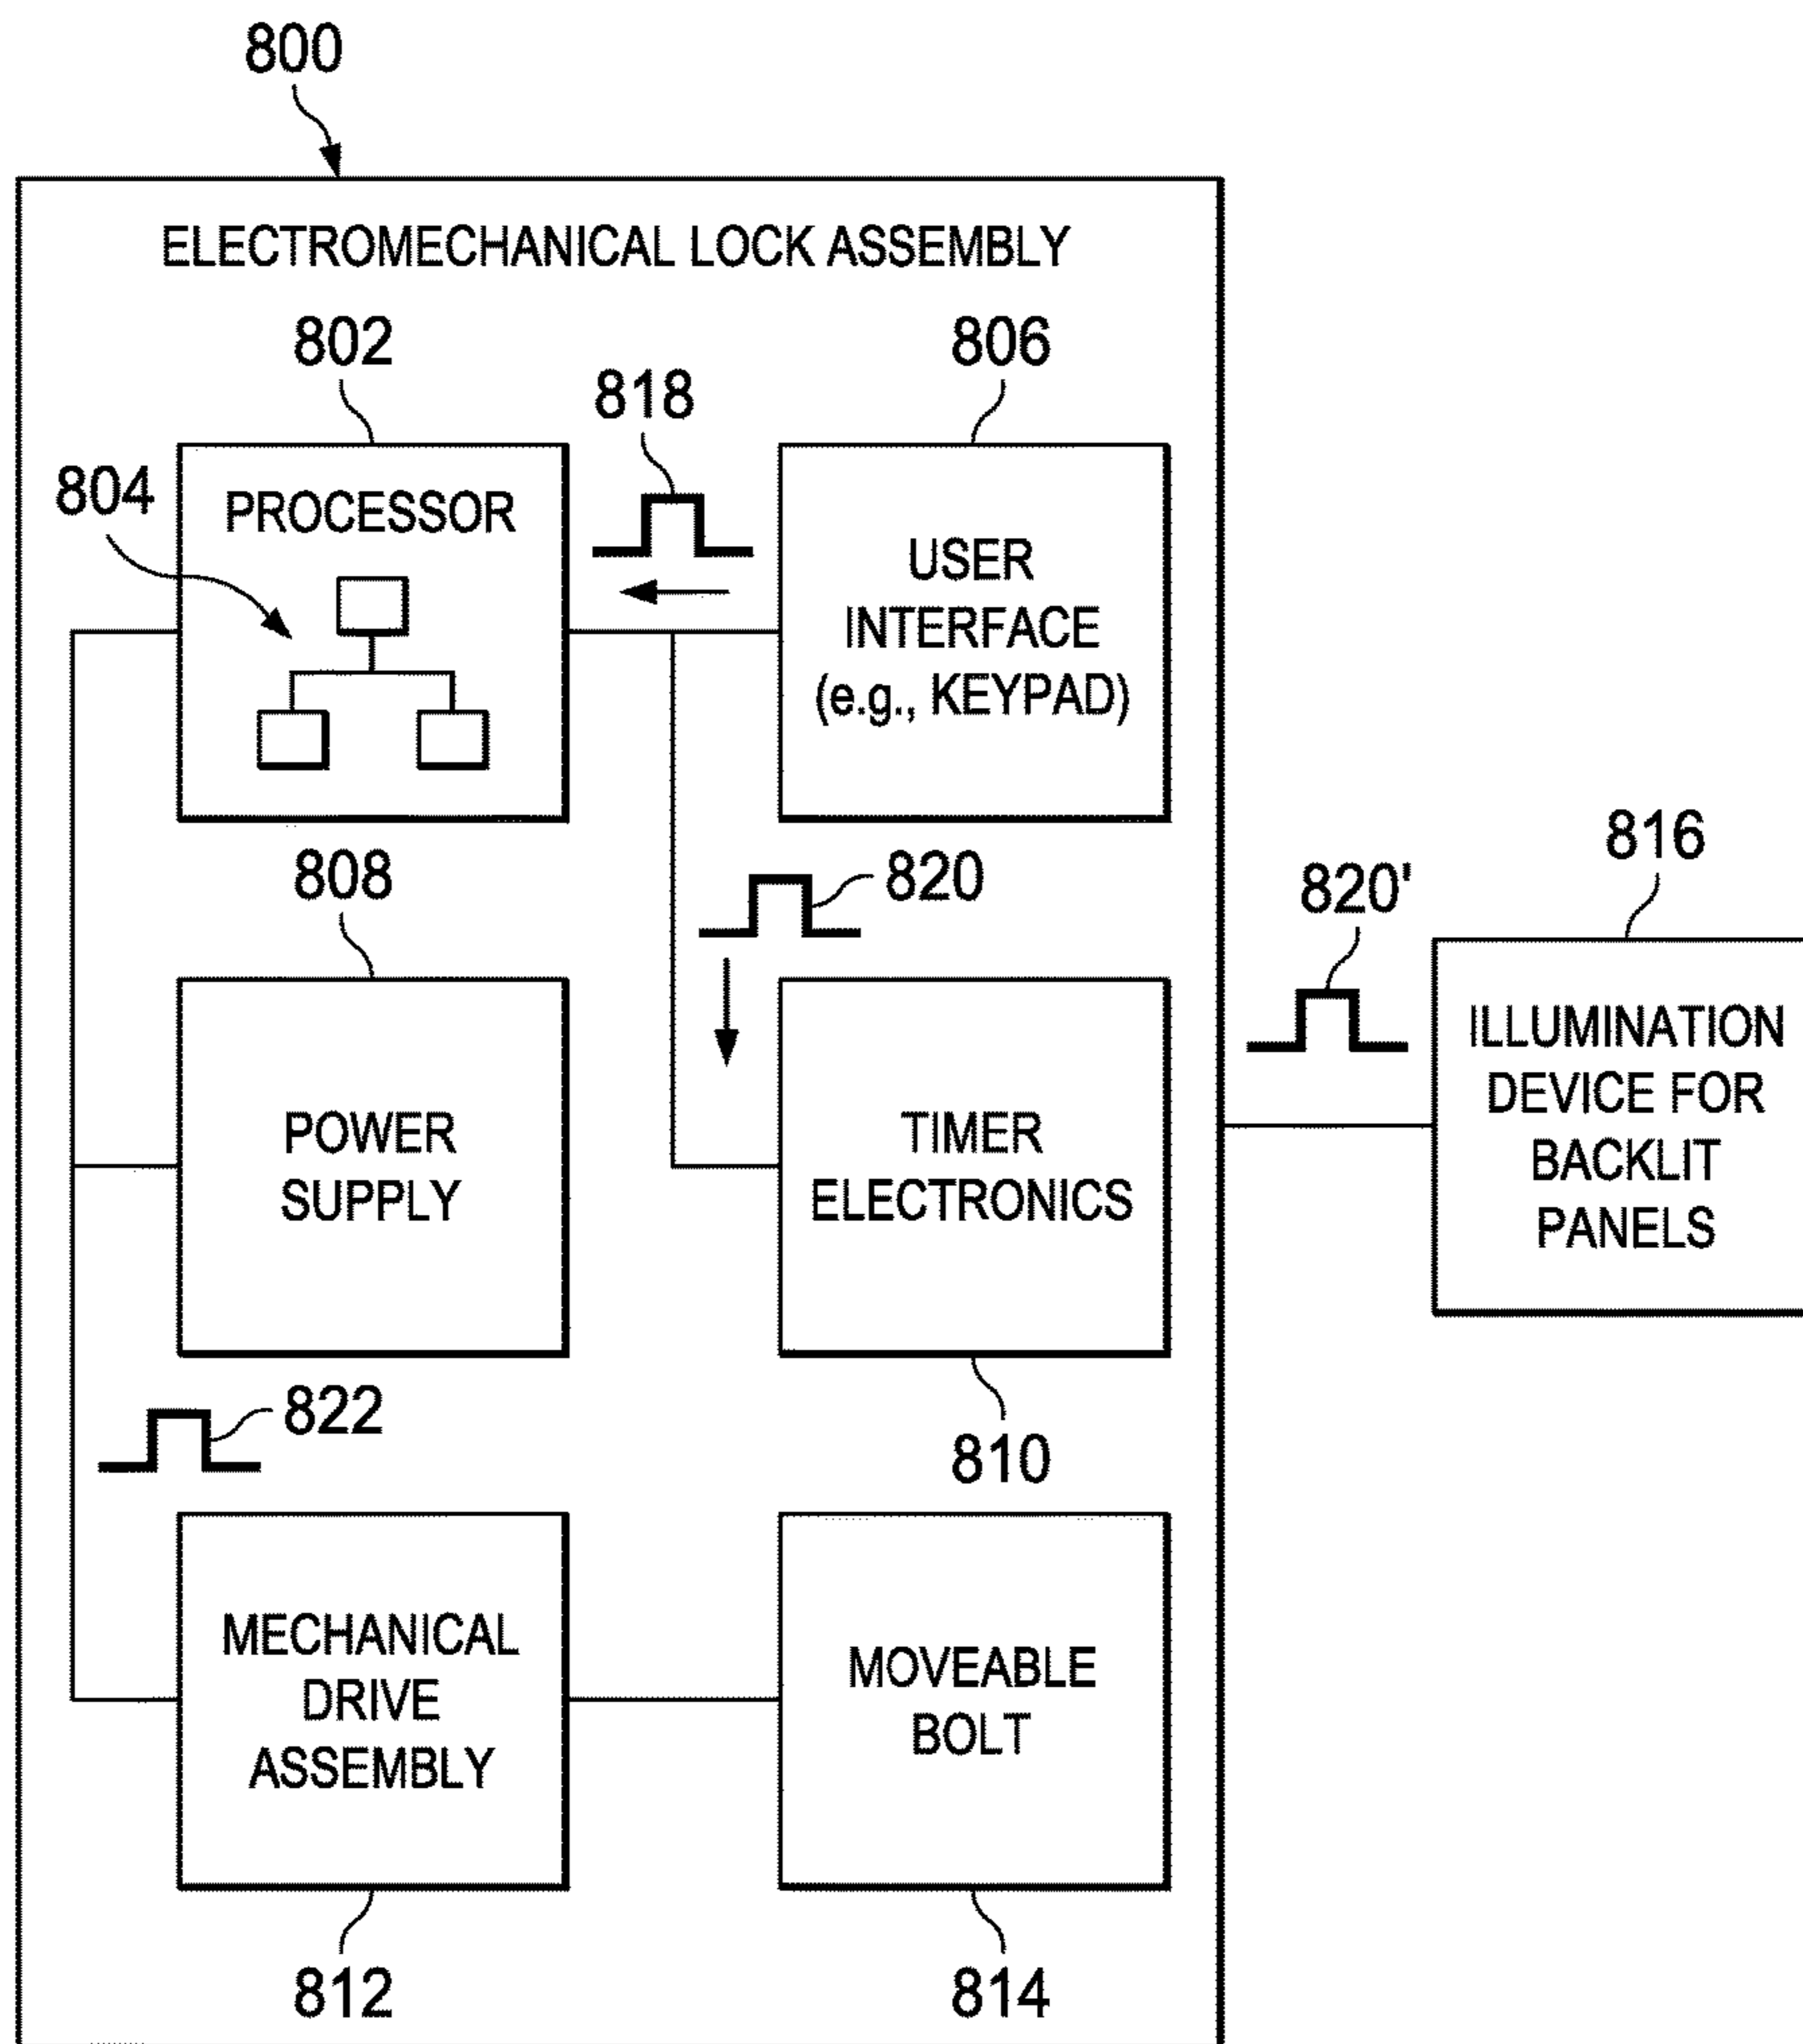 800
ELECTROMECHANICAL LOCK ASSEMBLY
802
806
818
804
PROCESSOR
USER
INTERFACE
(e.g., KEYPAD)
808
820
816
820'
POWER
SUPPLY
TIMER
ELECTRONICS
ILLUMINATION
DEVICE FOR
BACKLIT
PANELS
822
810
MECHANICAL
DRIVE
ASSEMBLY
MOVEABLE
BOLT
812
814